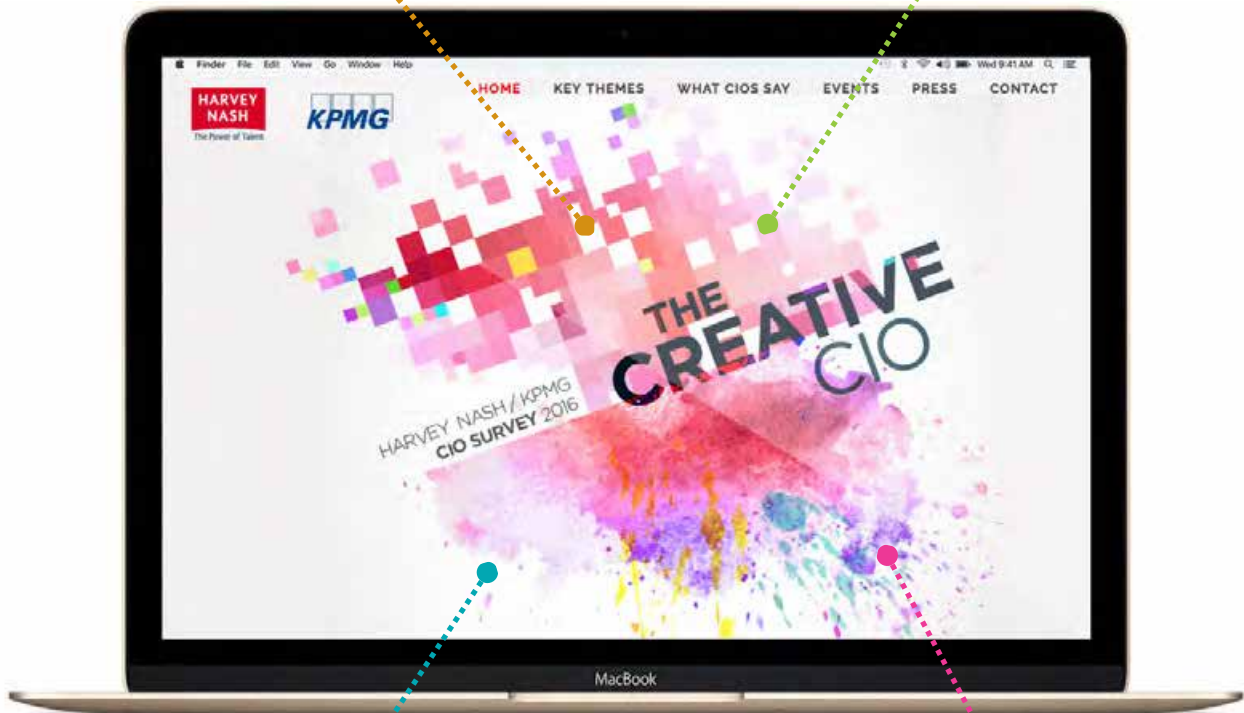 Finder File Edit View Go Window Help
Wed 9:41 AM
HARVEY
NASH
The Power of Talent
KPMG
HOME KEY THEMES WHAT CIOS SAY EVENTS PRESS CONTACT
THE
CREATIVE
CIO
HARVEY NASH / KPMG
CIO SURVEY 2016
MacBook